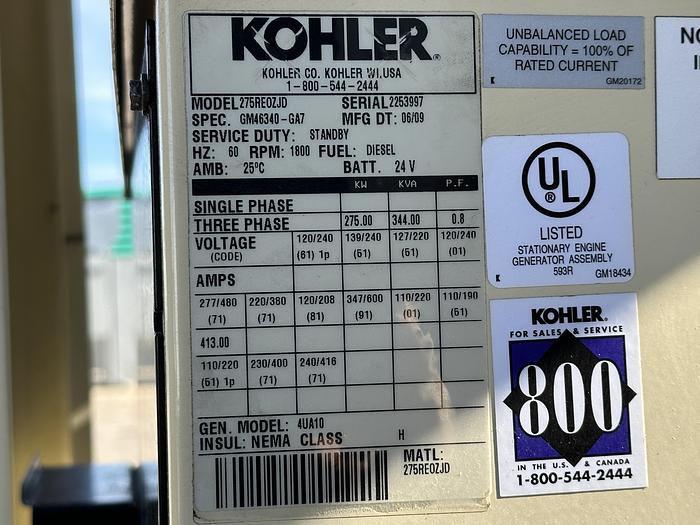 KOHLER®
KOHLER CO. KOHLER WI,USA
1-800-544-2444
MODEL 275REOZJD SERIAL 2253997
SPEC. GM46340-GA7 MFG DT: 06/09
SERVICE DUTY: STANDBY
HZ: 60 RPM: 1800 FUEL: DIESEL
AMB: 25ºC BATT. 24 V
KW KVA P.F.
SINGLE PHASE
THREE PHASE 275.00 344.00 0.8
VOLTAGE 120/240 139/240 127/220 120/240
(CODE) (61) 1p (51) (51) (01)
AMPS
277/480 220/380 120/208 347/600 110/220 110/190
(71) (71) (81) (91) (01) (51)
413.00
110/220 230/400 240/416
(51) 1p (71) (71)
GEN. MODEL: 4UA10
INSUL: NEMA CLASS H
MATL:
275REOZJD
UNBALANCED LOAD
CAPABILITY = 100% OF
RATED CURRENT
GM20172
UL®
LISTED
STATIONARY ENGINE
GENERATOR ASSEMBLY
593R GM18434
KOHLER®
FOR SALES & SERVICE
800
IN THE U.S. & CANADA
1-800-544-2444